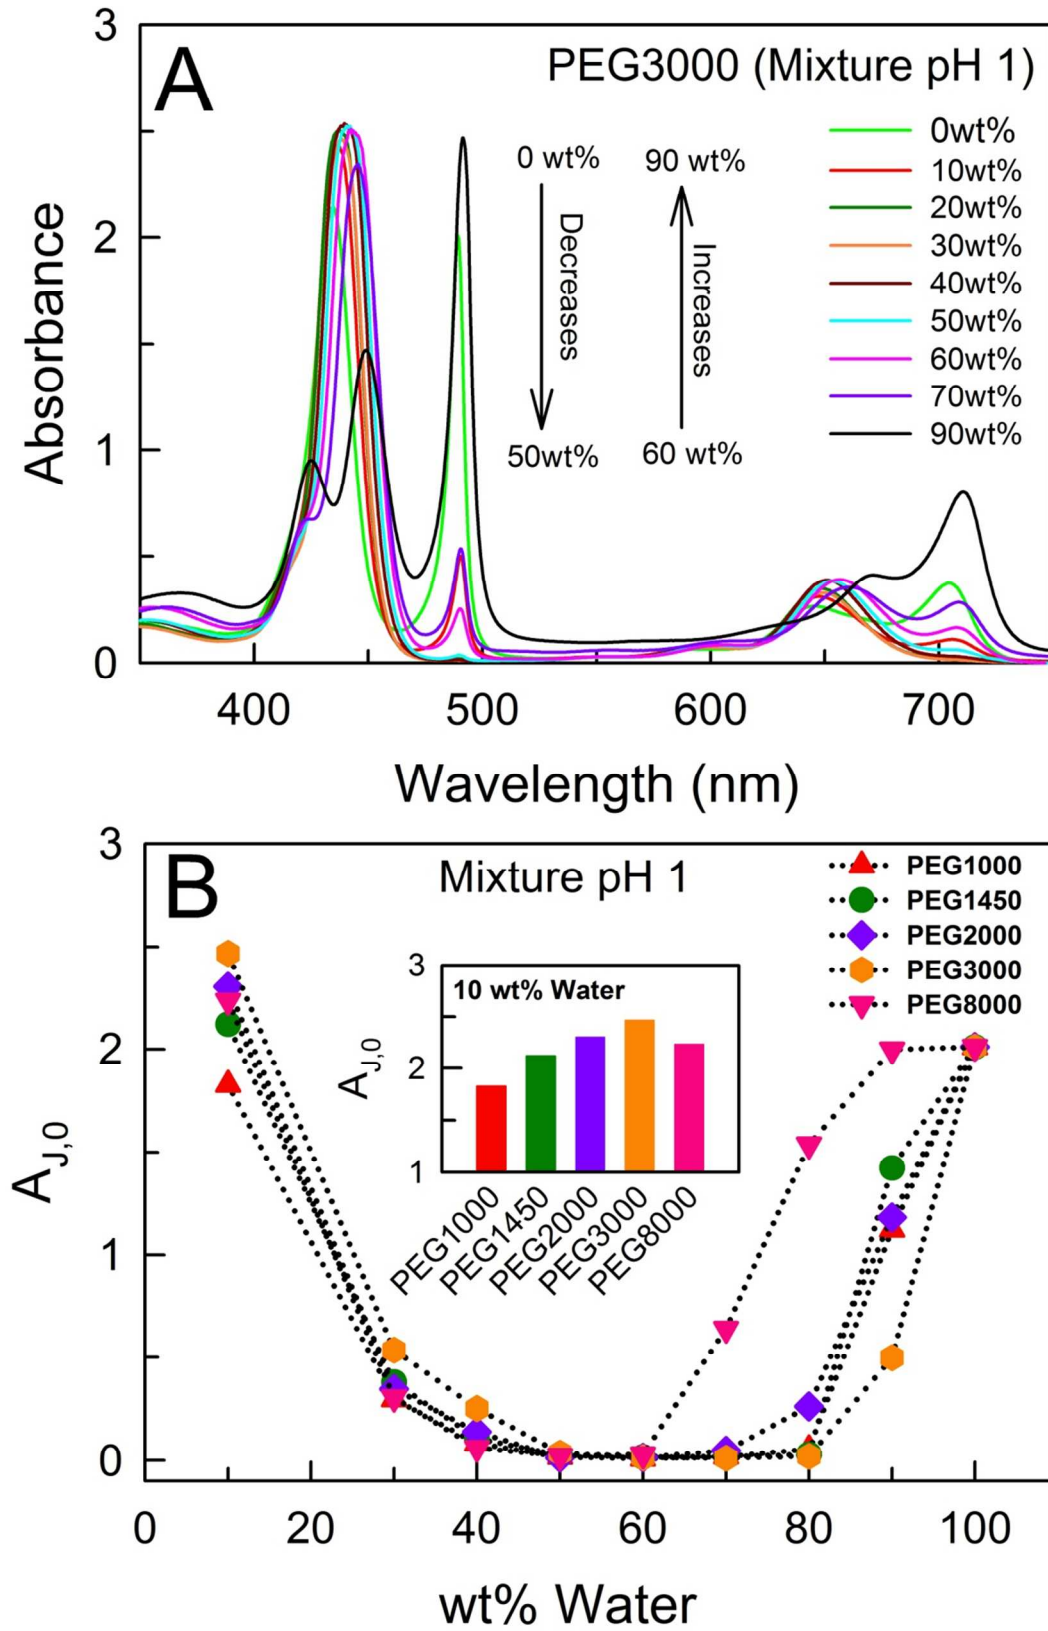 3
A
PEG3000 (Mixture pH 1)
0wt%
10wt%
20wt%
30wt%
40wt%
50wt%
60wt%
70wt%
90wt%
0 wt%
Decreases
50wt%
90 wt%
Increases
60 wt%
2
1
0
Absorbance
400 500 600 700
Wavelength (nm)
3
B
Mixture pH 1
PEG1000
PEG1450
PEG2000
PEG3000
PEG8000
3
10 wt% Water
2
1
AJ,0
PEG1000
PEG1450
PEG2000
PEG3000
PEG8000
2
1
0
AJ,0
0 20 40 60 80 100
wt% Water